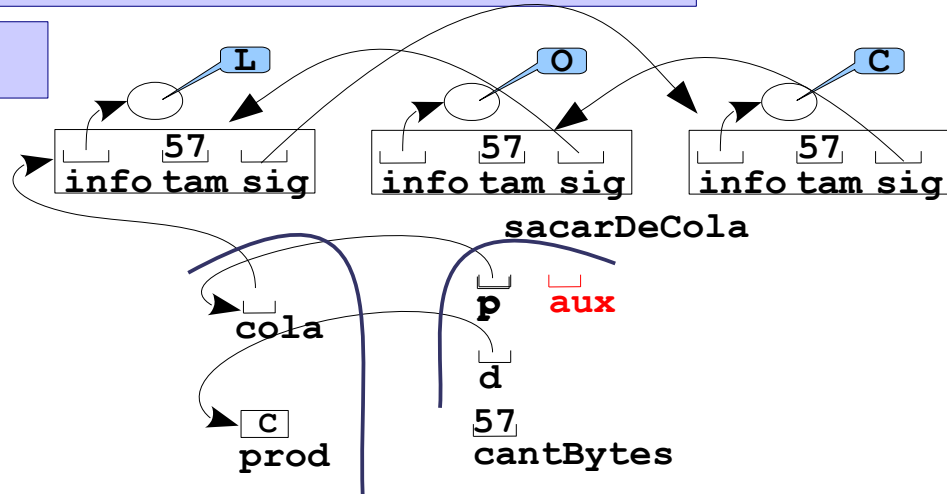 L O C
57 57 57
info tam sig info tam sig info tam sig
sacarDeCola
p aux
cola
d
C 57
prod cantBytes